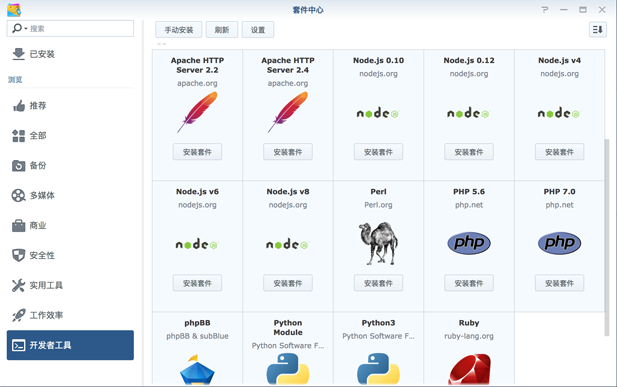 套件中心
搜索
手动安装
刷新
设置
已安装
浏览
推荐
全部
备份
多媒体
商业
安全性
实用工具
工作效率
开发者工具
Apache HTTP
Server 2.2
apache.org
安装套件
Apache HTTP
Server 2.4
apache.org
安装套件
Node.js 0.10
nodejs.org
node
安装套件
Node.js 0.12
nodejs.org
node
安装套件
Node.js v4
nodejs.org
node
安装套件
Node.js v6
nodejs.org
node
安装套件
Node.js v8
nodejs.org
node
安装套件
Perl
Perl.org
安装套件
PHP 5.6
php.net
php
安装套件
PHP 7.0
php.net
php
安装套件
phpBB
phpBB & subBlue
Python
Module
Python Software F...
Python3
Python Software F...
Ruby
ruby-lang.org